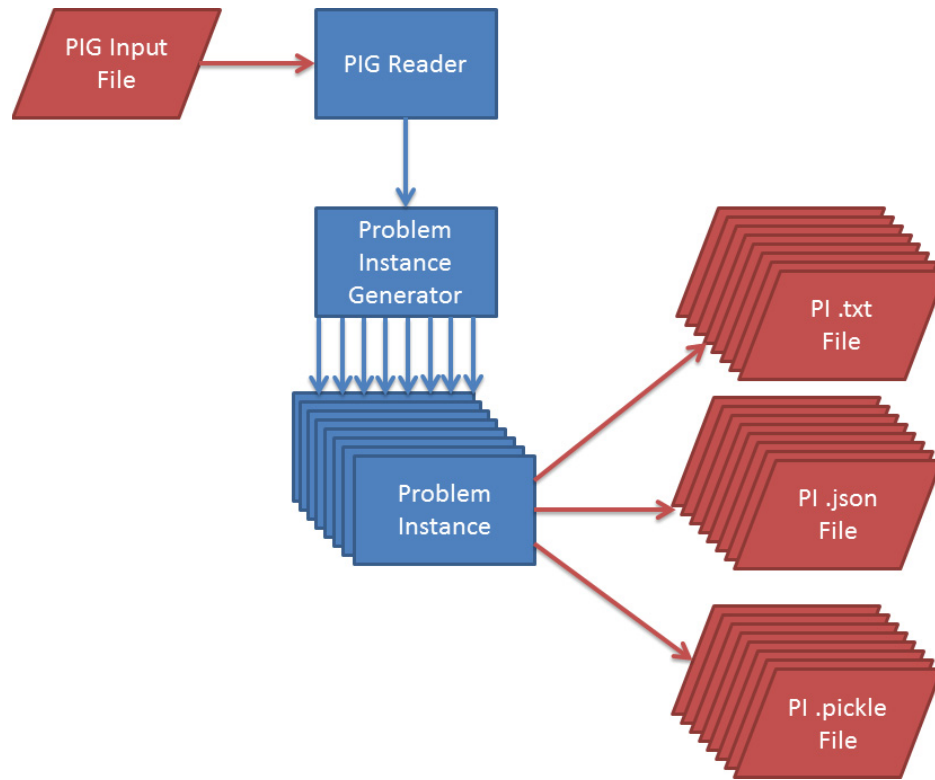 PIG Input
File
PIG Reader
Problem
Instance
Generator
PI .txt
File
Problem
Instance
PI .json
File
PI .pickle
File